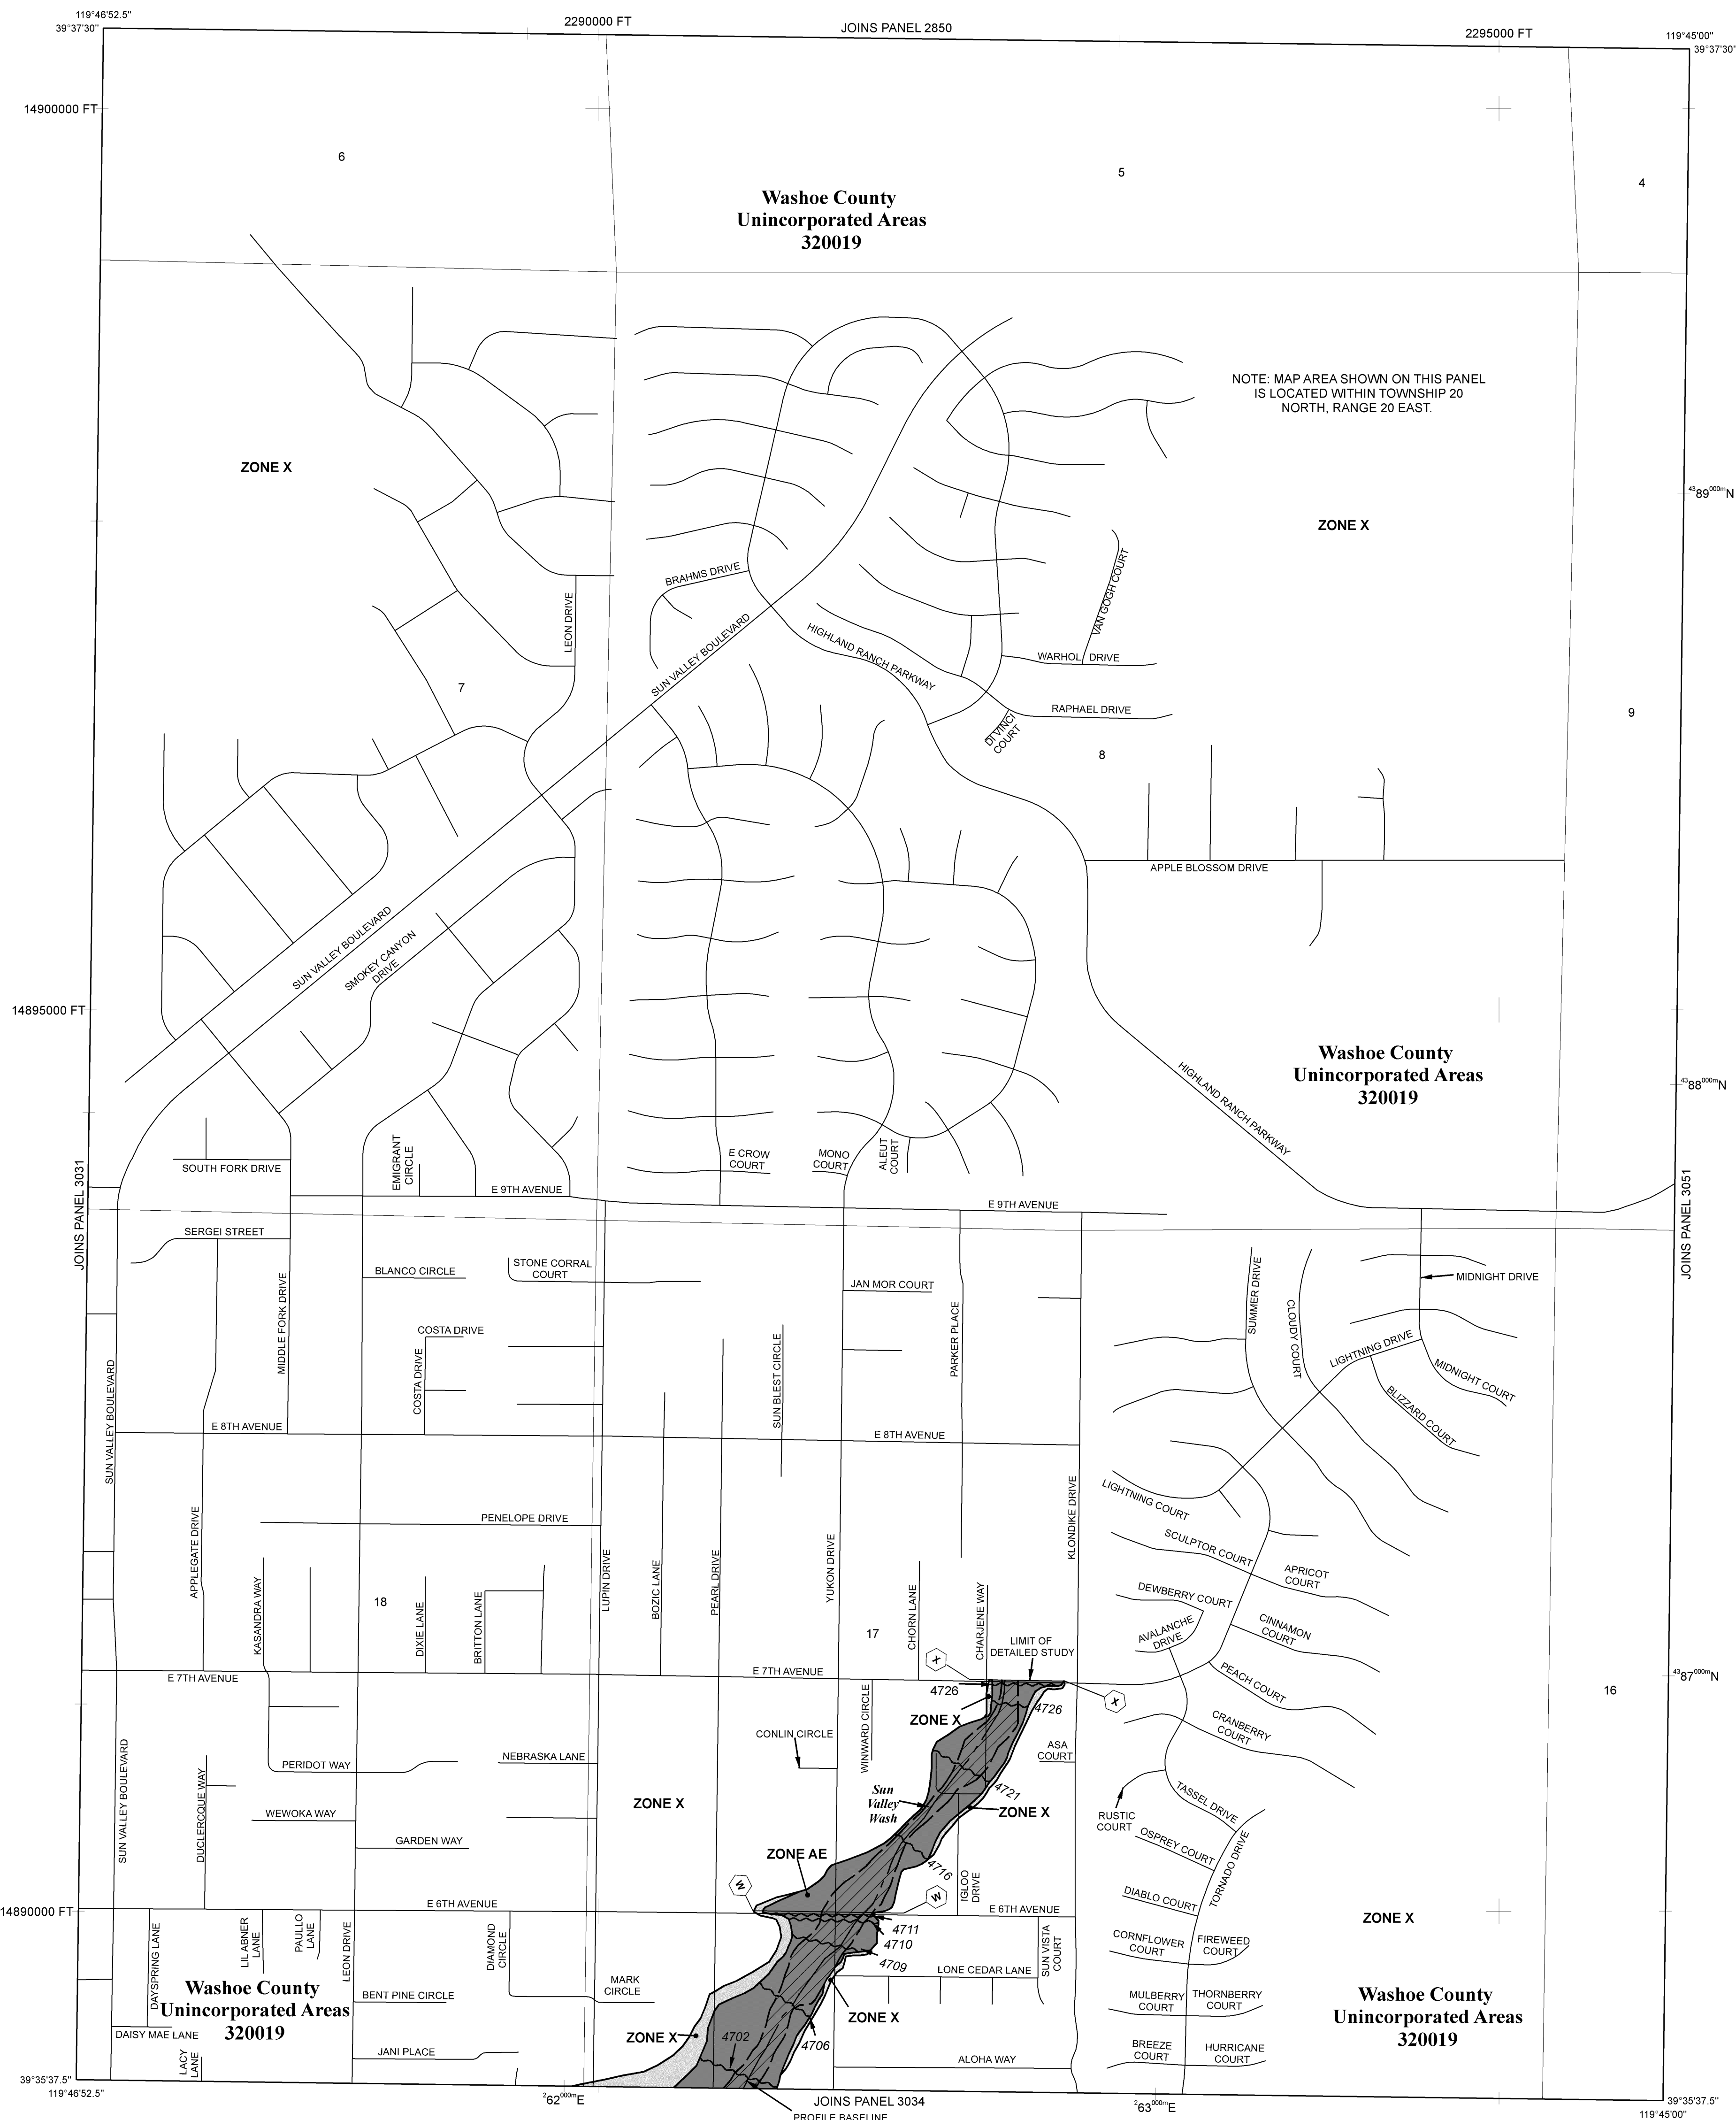 119°46'52.5"
39°37'30"
2290000 FT
JOINS PANEL 2850
2295000 FT
119°45'00"
39°37'30"
14900000 FT
6
5
4
Washoe County
Unincorporated Areas
320019
NOTE: MAP AREA SHOWN ON THIS PANEL
IS LOCATED WITHIN TOWNSHIP 20
NORTH, RANGE 20 EAST.
ZONE X
4389000mN
ZONE X
BRAHMS DRIVE
LEON DRIVE
VAN GOGH COURT
SUN VALLEY BOULEVARD
HIGHLAND RANCH PARKWAY
WARHOL DRIVE
7
RAPHAEL DRIVE
DI VINCI
COURT
9
8
APPLE BLOSSOM DRIVE
SUN VALLEY BOULEVARD
SMOKEY CANYON
DRIVE
14895000 FT
Washoe County
Unincorporated Areas
320019
4388000mN
HIGHLAND RANCH PARKWAY
JOINS PANEL 3031
SOUTH FORK DRIVE
EMIGRANT
CIRCLE
E CROW
COURT
MONO
COURT
ALEUT
COURT
E 9TH AVENUE
E 9TH AVENUE
JOINS PANEL 3051
SERGEI STREET
BLANCO CIRCLE
STONE CORRAL
COURT
JAN MOR COURT
MIDNIGHT DRIVE
SUMMER DRIVE
CLOUDY COURT
MIDDLE FORK DRIVE
COSTA DRIVE
COSTA DRIVE
SUN BLEST CIRCLE
PARKER PLACE
LIGHTNING DRIVE
MIDNIGHT COURT
BLIZZARD COURT
SUN VALLEY BOULEVARD
E 8TH AVENUE
E 8TH AVENUE
LIGHTNING COURT
KLONDIKE DRIVE
PENELOPE DRIVE
SCULPTOR COURT
APPLEGATE DRIVE
LUPIN DRIVE
BOZIC LANE
PEARL DRIVE
YUKON DRIVE
APRICOT
COURT
KASANDRA WAY
18
DIXIE LANE
BRITTON LANE
17
CHORN LANE
CHARJENE WAY
DEWBERRY COURT
AVALANCHE
DRIVE
CINNAMON
COURT
LIMIT OF
DETAILED STUDY
E 7TH AVENUE
E 7TH AVENUE
X
PEACH COURT
4387000mN
16
4726
X
4726
ZONE X
WINWARD CIRCLE
CRANBERRY
COURT
CONLIN CIRCLE
ASA
COURT
SUN VALLEY BOULEVARD
DUCLERCQUE WAY
PERIDOT WAY
NEBRASKA LANE
4721
TASSEL DRIVE
Sun
Valley
Wash
ZONE X
ZONE X
RUSTIC
COURT
WEWOKA WAY
GARDEN WAY
OSPREY COURT
ZONE AE
4716
TORNADO DRIVE
W
W
IGLOO
DRIVE
DIABLO COURT
E 6TH AVENUE
E 6TH AVENUE
14890000 FT
ZONE X
DAYSPRING LANE
LIL ABNER
LANE
PAULLO
LANE
LEON DRIVE
DIAMOND
CIRCLE
4711
4710
4709
SUN VISTA
COURT
CORNFLOWER
COURT
FIREWEED
COURT
LONE CEDAR LANE
Washoe County
Unincorporated Areas
320019
BENT PINE CIRCLE
MARK
CIRCLE
MULBERRY
COURT
THORNBERRY
COURT
Washoe County
Unincorporated Areas
320019
ZONE X
ZONE X
4702
4706
DAISY MAE LANE
LACY
LANE
JANI PLACE
ALOHA WAY
BREEZE
COURT
HURRICANE
COURT
39°35'37.5"
119°46'52.5"
262000mE
JOINS PANEL 3034
263000mE
39°35'37.5"
119°45'00"
PROFILE BASELINE